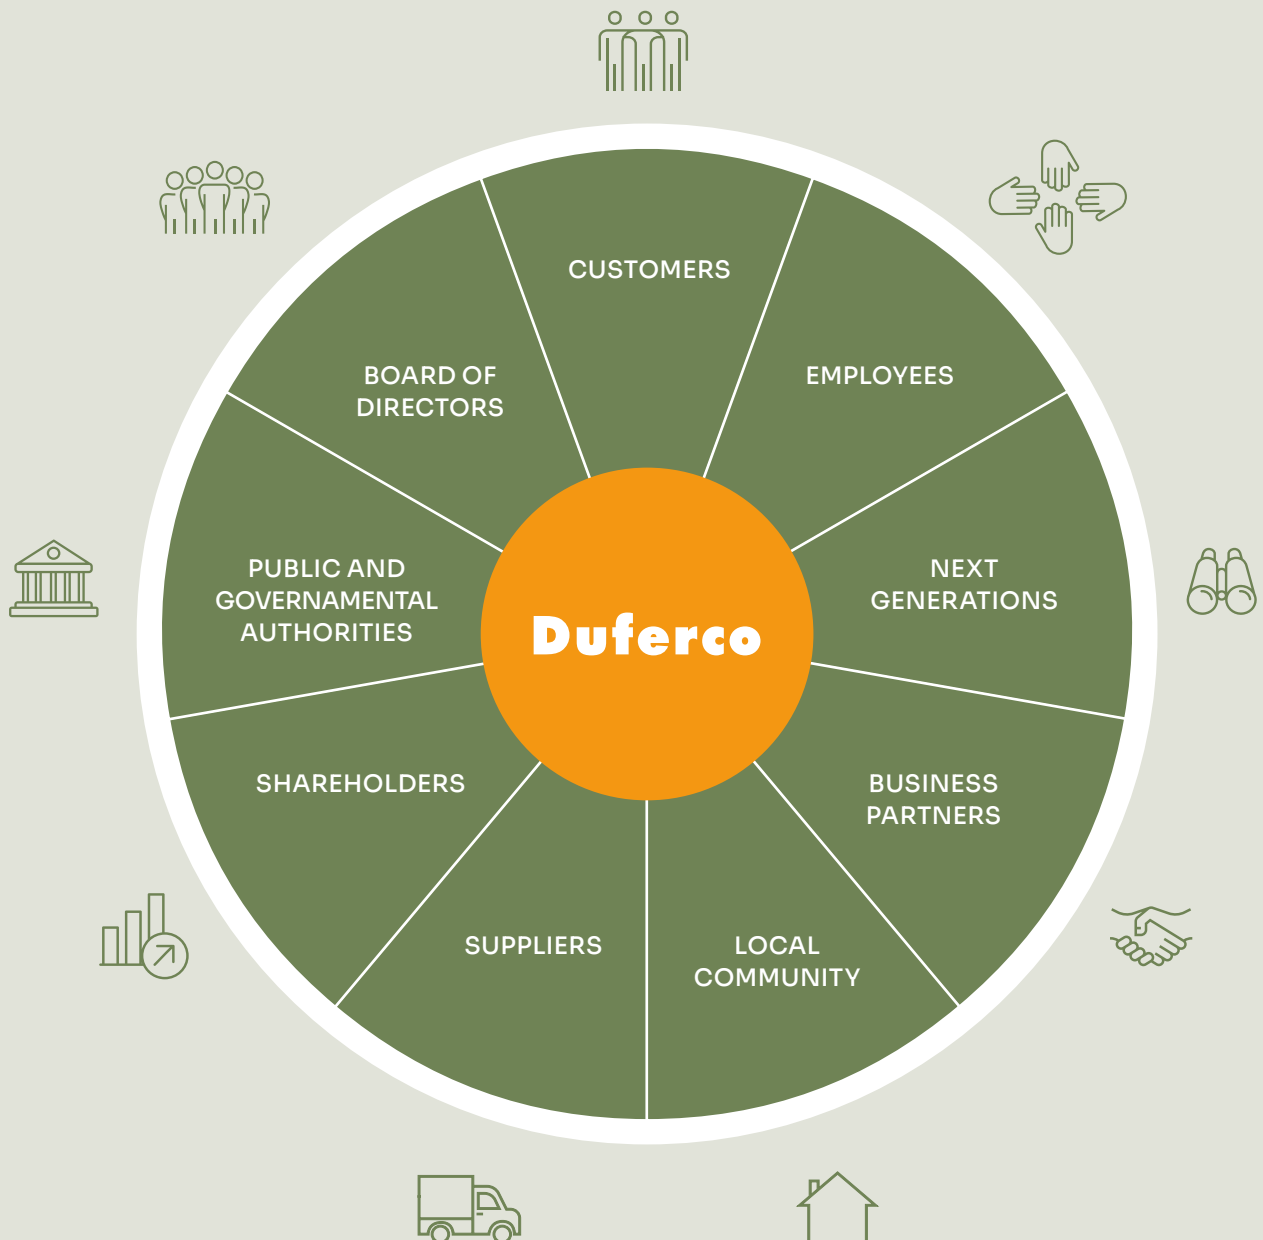 CUSTOMERS
EMPLOYEES
BOARD OF
DIRECTORS
NEXT
GENERATIONS
PUBLIC AND
GOVERNAMENTAL
AUTHORITIES
Duferco
SHAREHOLDERS
BUSINESS
PARTNERS
SUPPLIERS
LOCAL
COMMUNITY